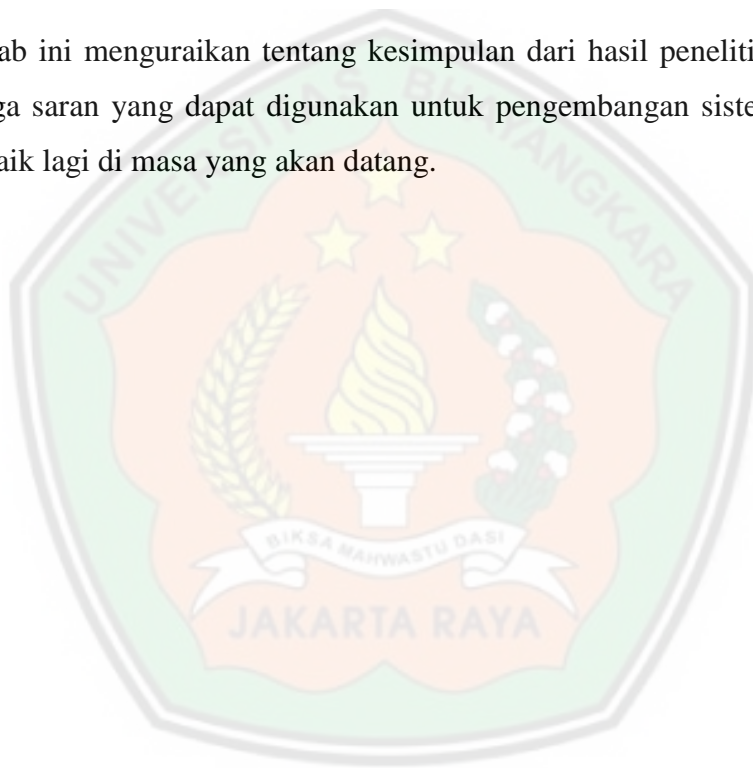 ab ini menguraikan tentang kesimpulan dari hasil peneliti
ga saran yang dapat digunakan untuk pengembangan siste
aik lagi di masa yang akan datang.
UNIVERSITAS BHAYANGKARA
BIKSA MAHWASTU DASI
JAKARTA RAYA